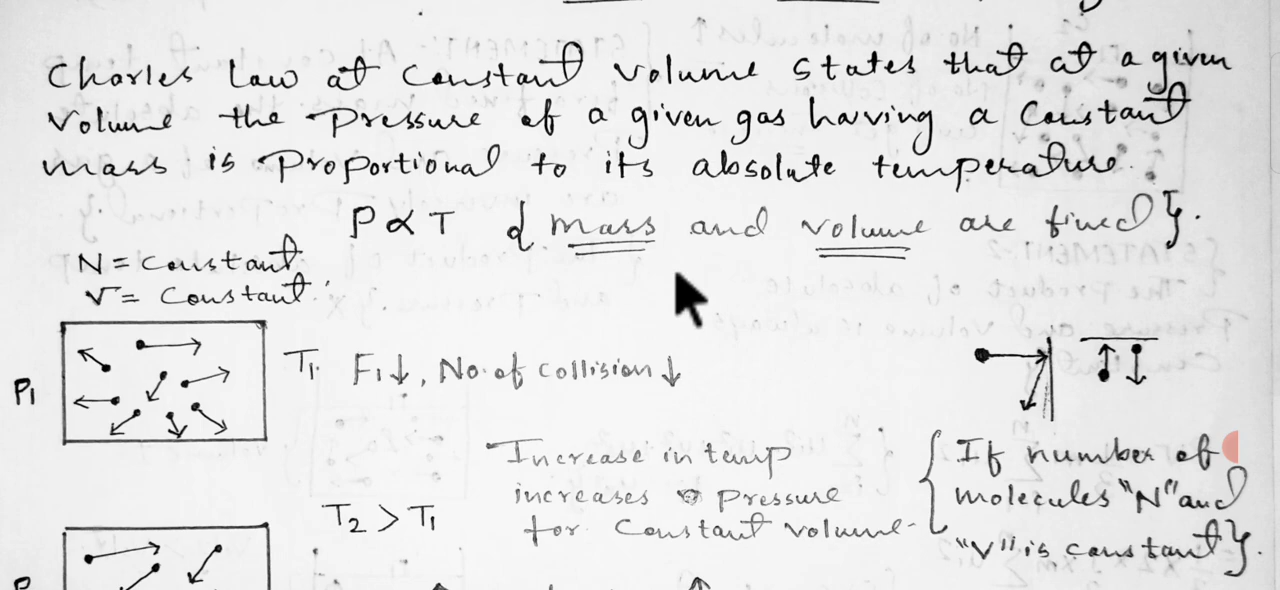 Charles Law at constant volume states that at a given
volume the pressure of a given gas having a constant
mass is proportional to its absolute temperature.
P∝T { mass and volume are fixed }.
N = constant.
V = constant.
P1
T1 F1↓, No. of collision ↓
Increase in temp
increases pressure
for constant volume.
T2 > T1
{ If number of
molecules "N" and
"V" is constant }.